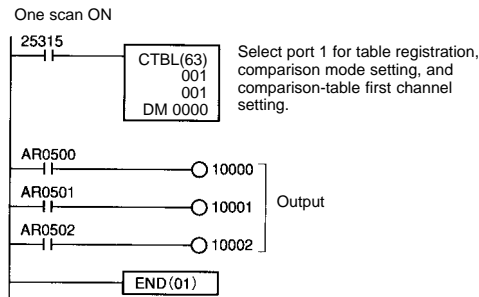 One scan ON
25315
CTBL(63)
001
001
DM 0000
Select port 1 for table registration,
comparison mode setting, and
comparison-table first channel
setting.
AR0500
10000
AR0501
10001
Output
AR0502
10002
END(01)